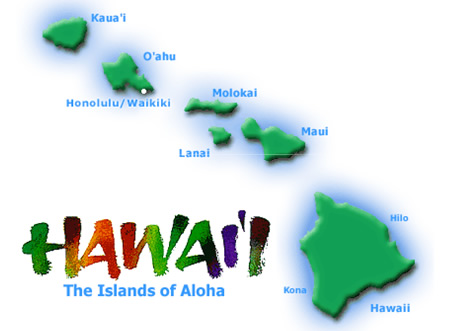 Kaua'i
O'ahu
Honolulu/Waikiki
Molokai
Maui
Lanai
Hilo
Kona
Hawaii
HAWAI'I
The Islands of Aloha